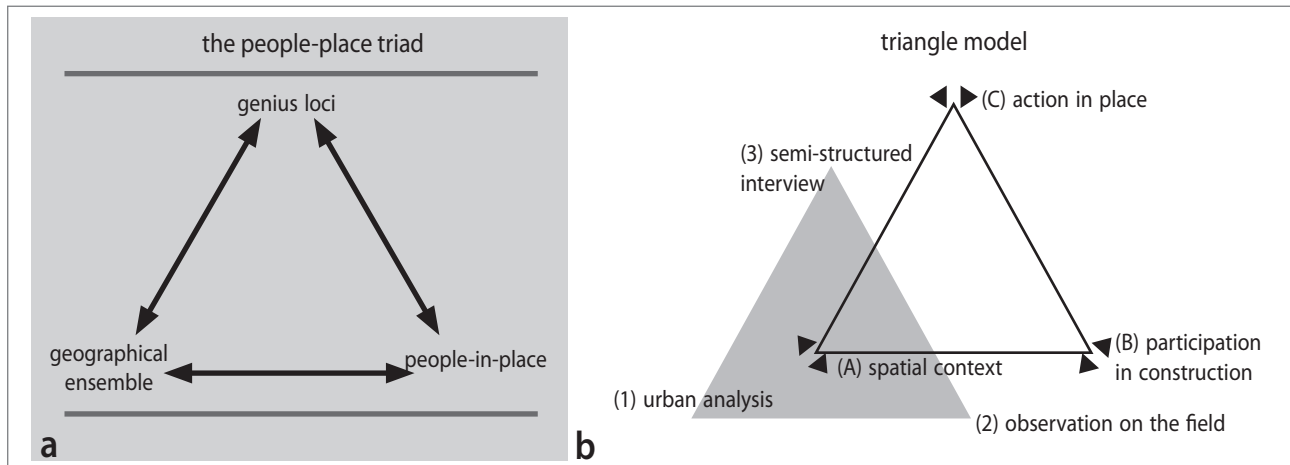 the people-place triad
genius loci
geographical
ensemble
people-in-place
a
triangle model
(C) action in place
(3) semi-structured
interview
(A) spatial context
(B) participation
in construction
(1) urban analysis
(2) observation on the field
b